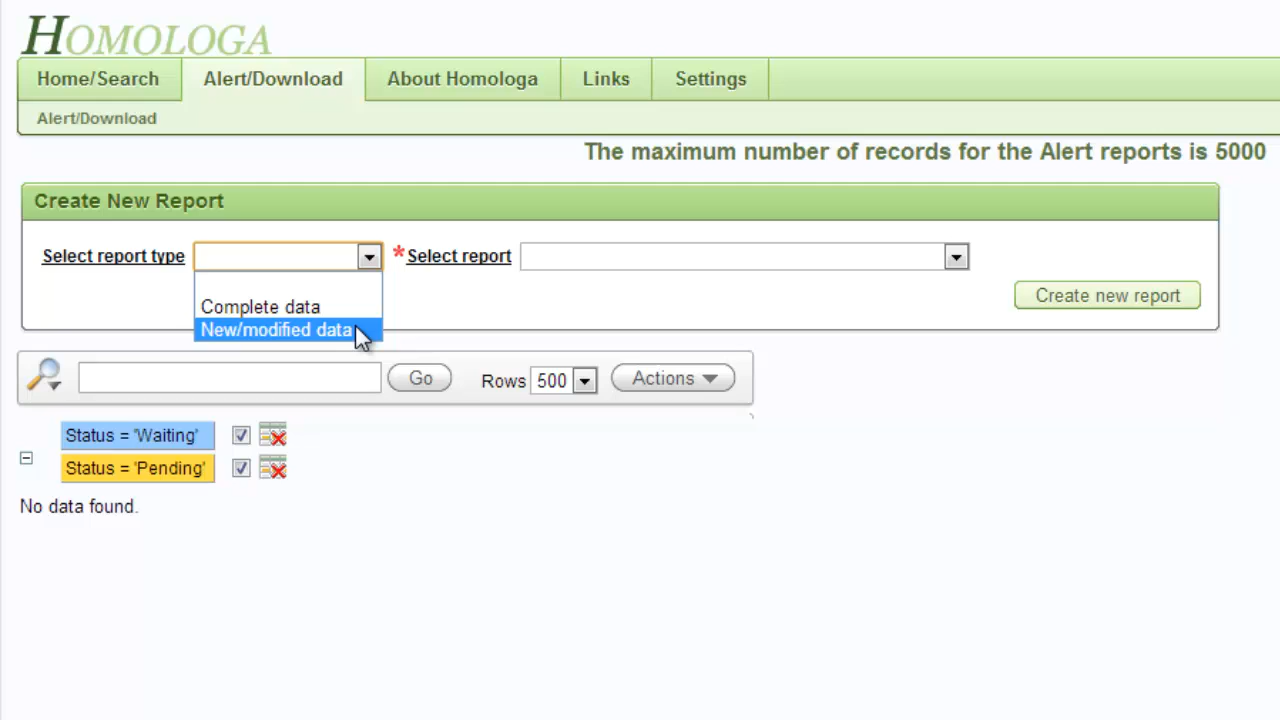 HOMOLOGA
Home/Search Alert/Download About Homologa Links Settings
Alert/Download
The maximum number of records for the Alert reports is 5000
Create New Report
Select report type *Select report
Complete data
New/modified data
Create new report
Go Rows 500 Actions
Status = 'Waiting'
Status = 'Pending'
No data found.